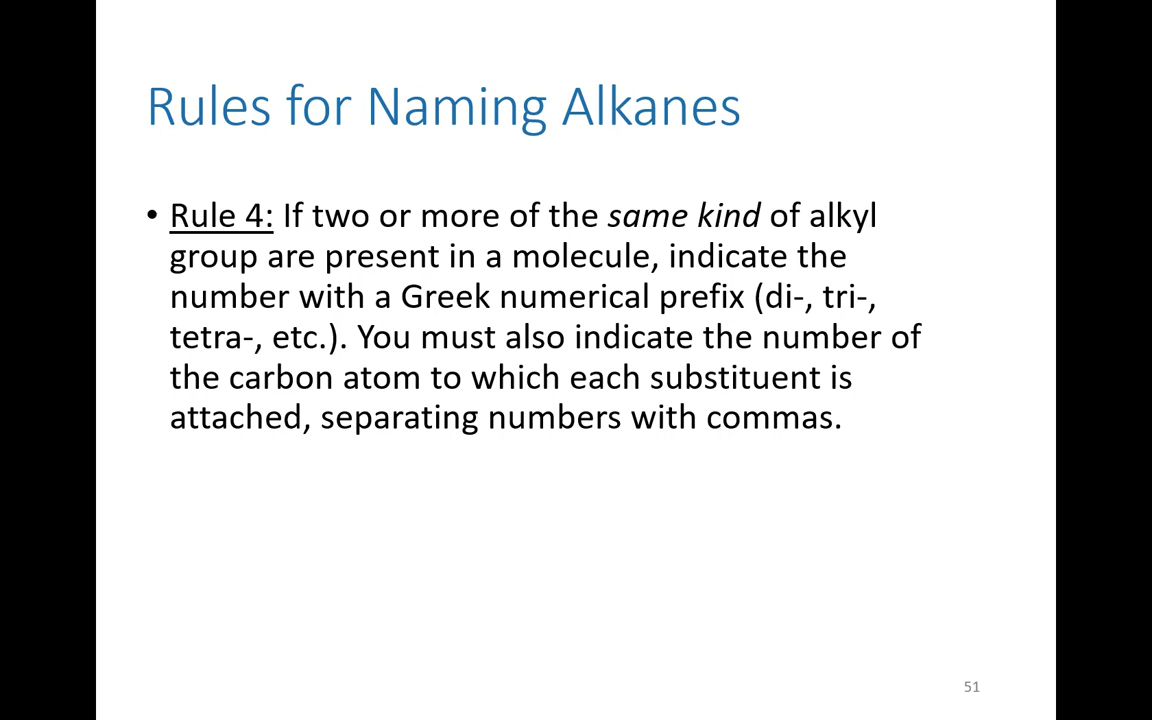 Rules for Naming Alkanes
• Rule 4: If two or more of the same kind of alkyl
group are present in a molecule, indicate the
number with a Greek numerical prefix (di-, tri-,
tetra-, etc.). You must also indicate the number of
the carbon atom to which each substituent is
attached, separating numbers with commas.
51